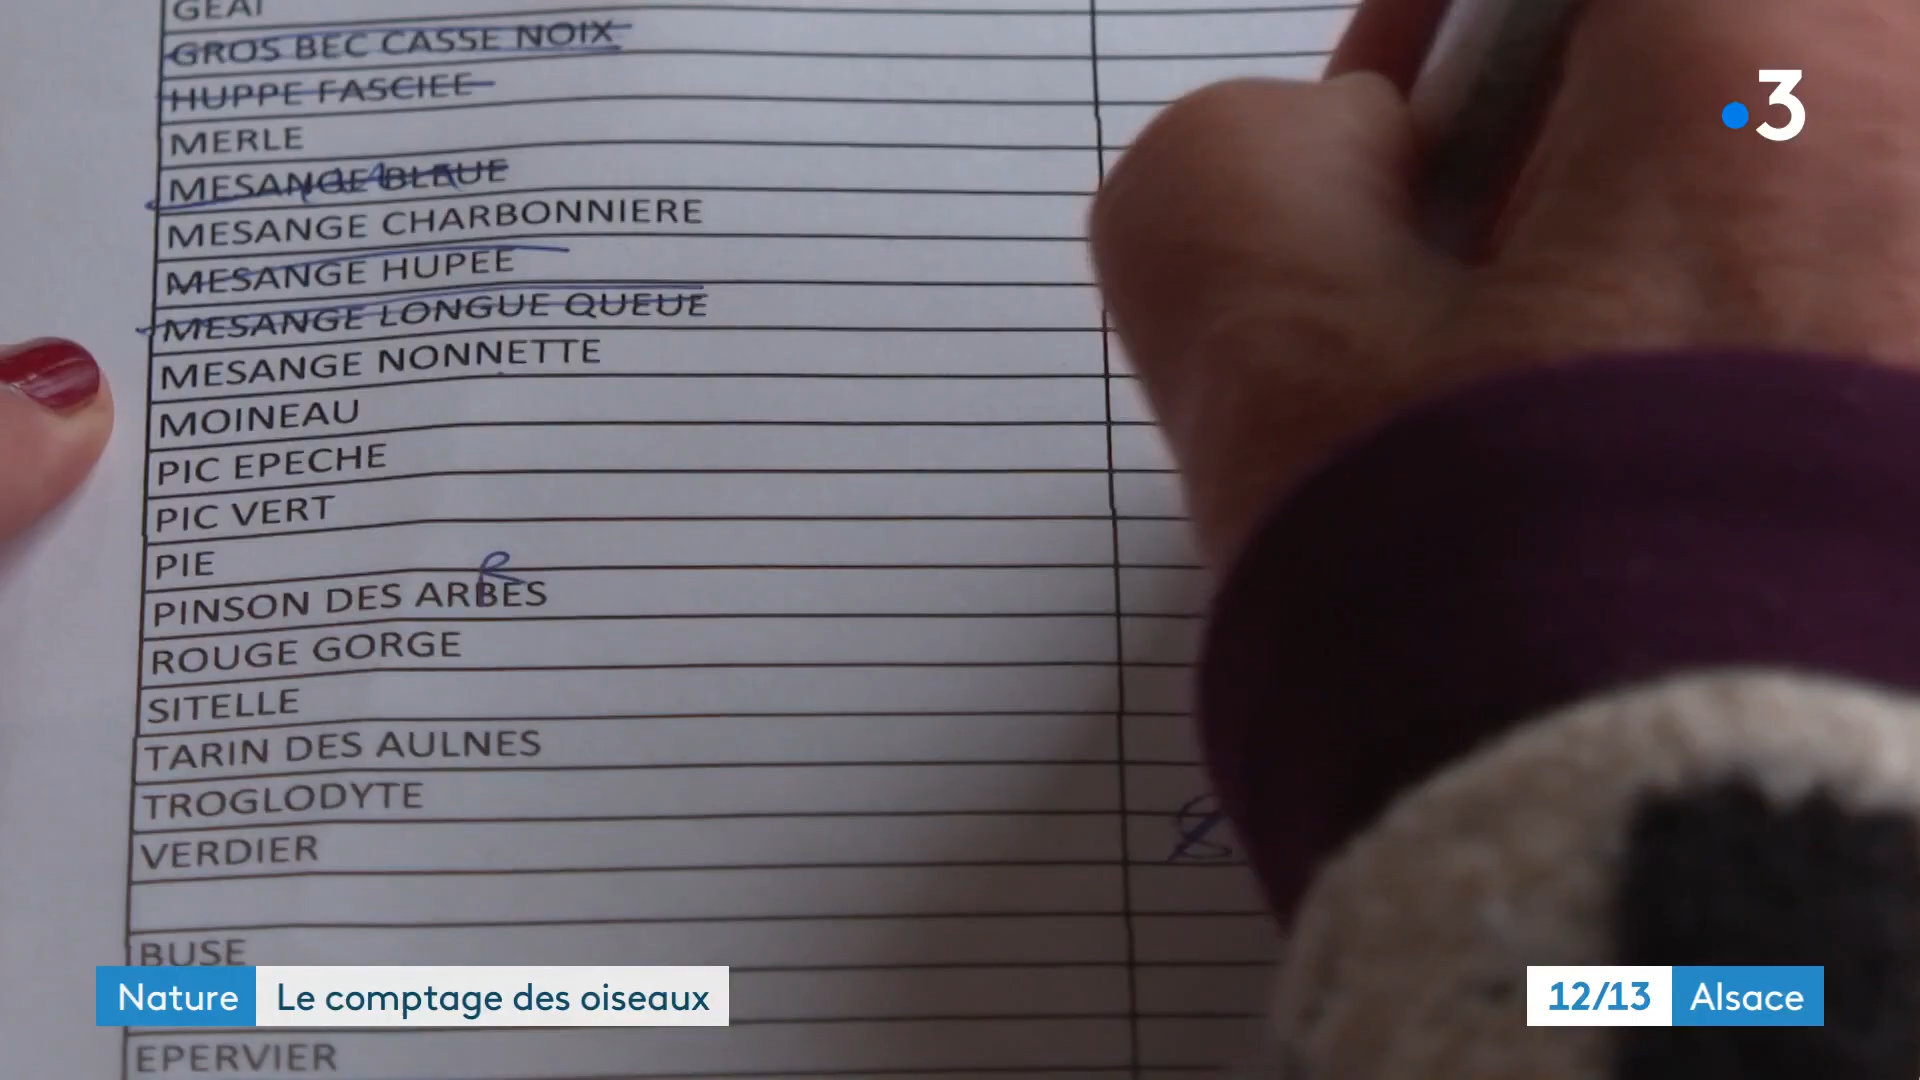 GEAI
GROS BEC CASSE NOIX
HUPPE FASCIEE
MERLE
MESANGE BLEUE
MESANGE CHARBONNIERE
MESANGE HUPEE
MESANGE LONGUE QUEUE
MESANGE NONNETTE
MOINEAU
PIC EPECHE
PIC VERT
PIE
R
PINSON DES ARBES
ROUGE GORGE
SITELLE
TARIN DES AULNES
TROGLODYTE
VERDIER
BUSE
EPERVIER
3
Nature
Le comptage des oiseaux
12/13
Alsace